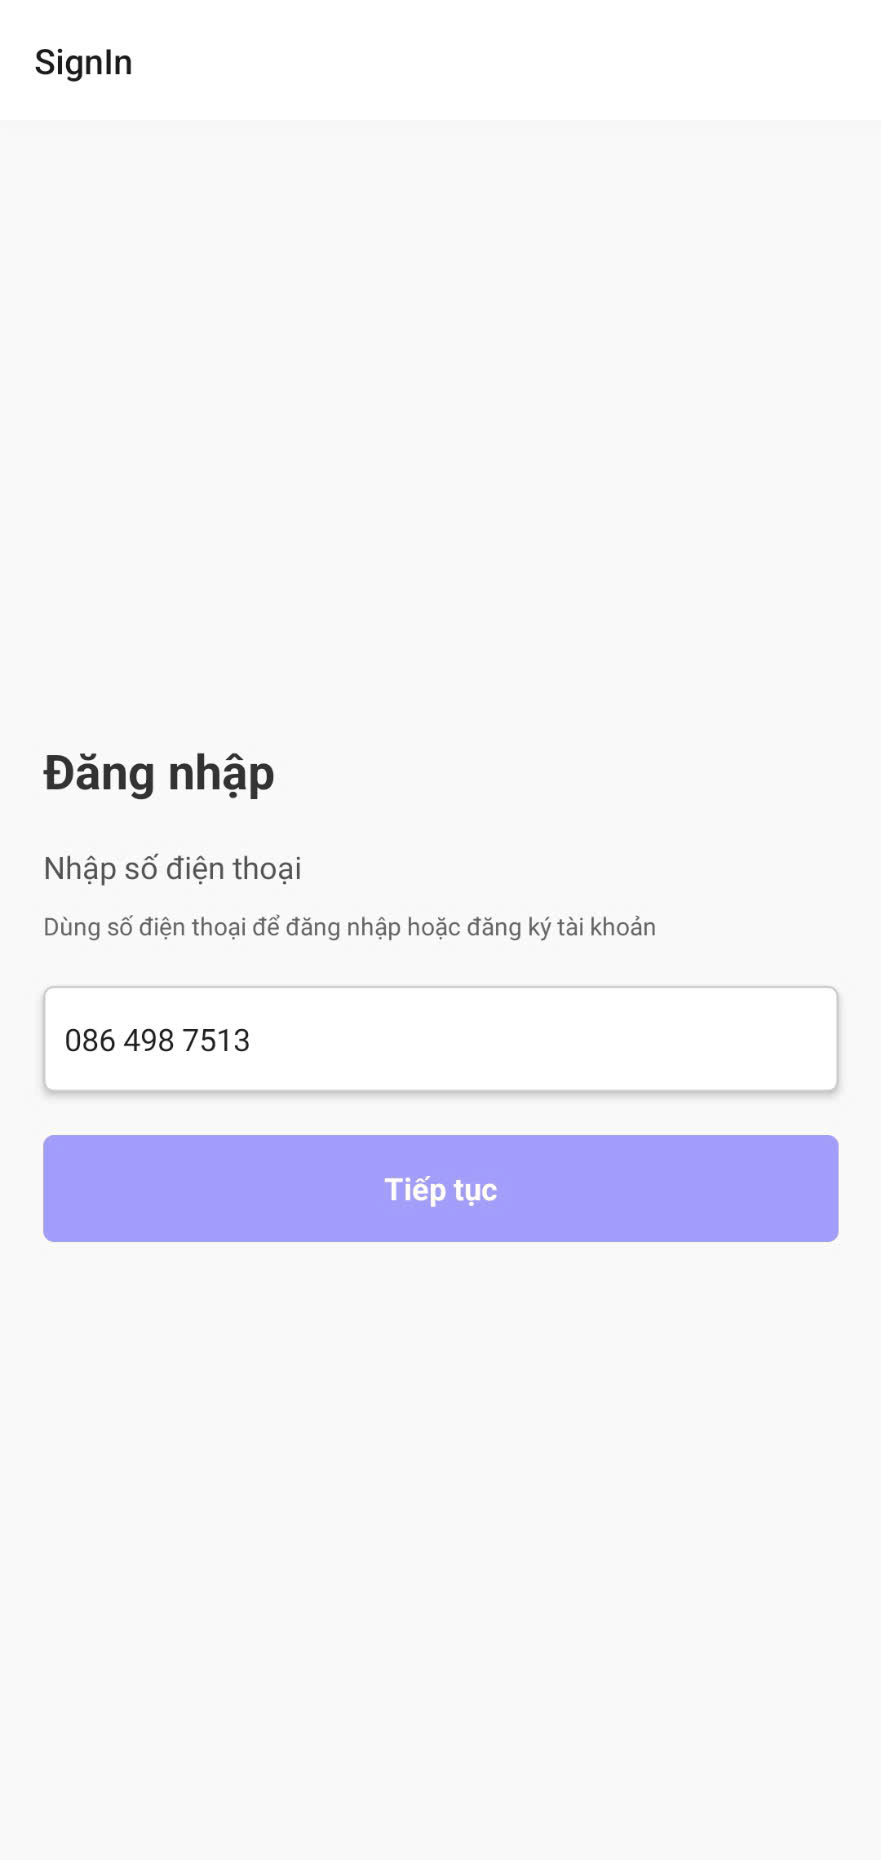 SignIn
Đăng nhập
Nhập số điện thoại
Dùng số điện thoại để đăng nhập hoặc đăng ký tài khoản
086 498 7513
Tiếp tục